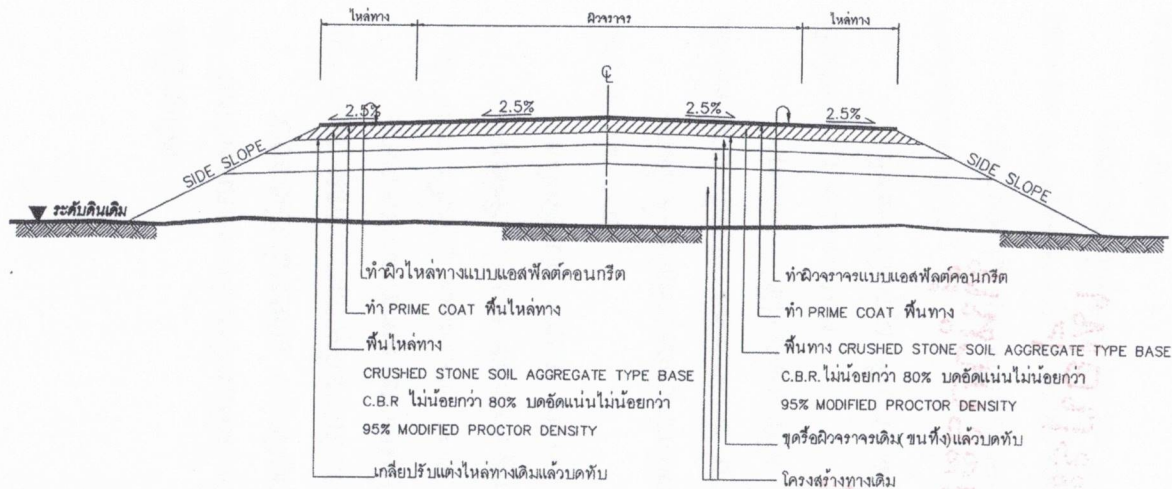 ไหล่ทาง
ผิวจราจร
ไหล่ทาง
℄
2.5%
2.5%
2.5%
2.5%
SIDE SLOPE
SIDE SLOPE
ระดับดินเดิม
ทำผิวไหล่ทางแบบแอสฟัลต์คอนกรีต
ทำ PRIME COAT พื้นไหล่ทาง
พื้นไหล่ทาง
CRUSHED STONE SOIL AGGREGATE TYPE BASE
C.B.R ไม่น้อยกว่า 80% บดอัดแน่นไม่น้อยกว่า
95% MODIFIED PROCTOR DENSITY
เกลี่ยปรับแต่งไหล่ทางเดิมแล้วบดทับ
ทำผิวจราจรแบบแอสฟัลต์คอนกรีต
ทำ PRIME COAT พื้นทาง
พื้นทาง CRUSHED STONE SOIL AGGREGATE TYPE BASE
C.B.R. ไม่น้อยกว่า 80% บดอัดแน่นไม่น้อยกว่า
95% MODIFIED PROCTOR DENSITY
ขุดรื้อผิวจราจรเดิม(ขนทิ้ง)แล้วบดทับ
โครงสร้างทางเดิม